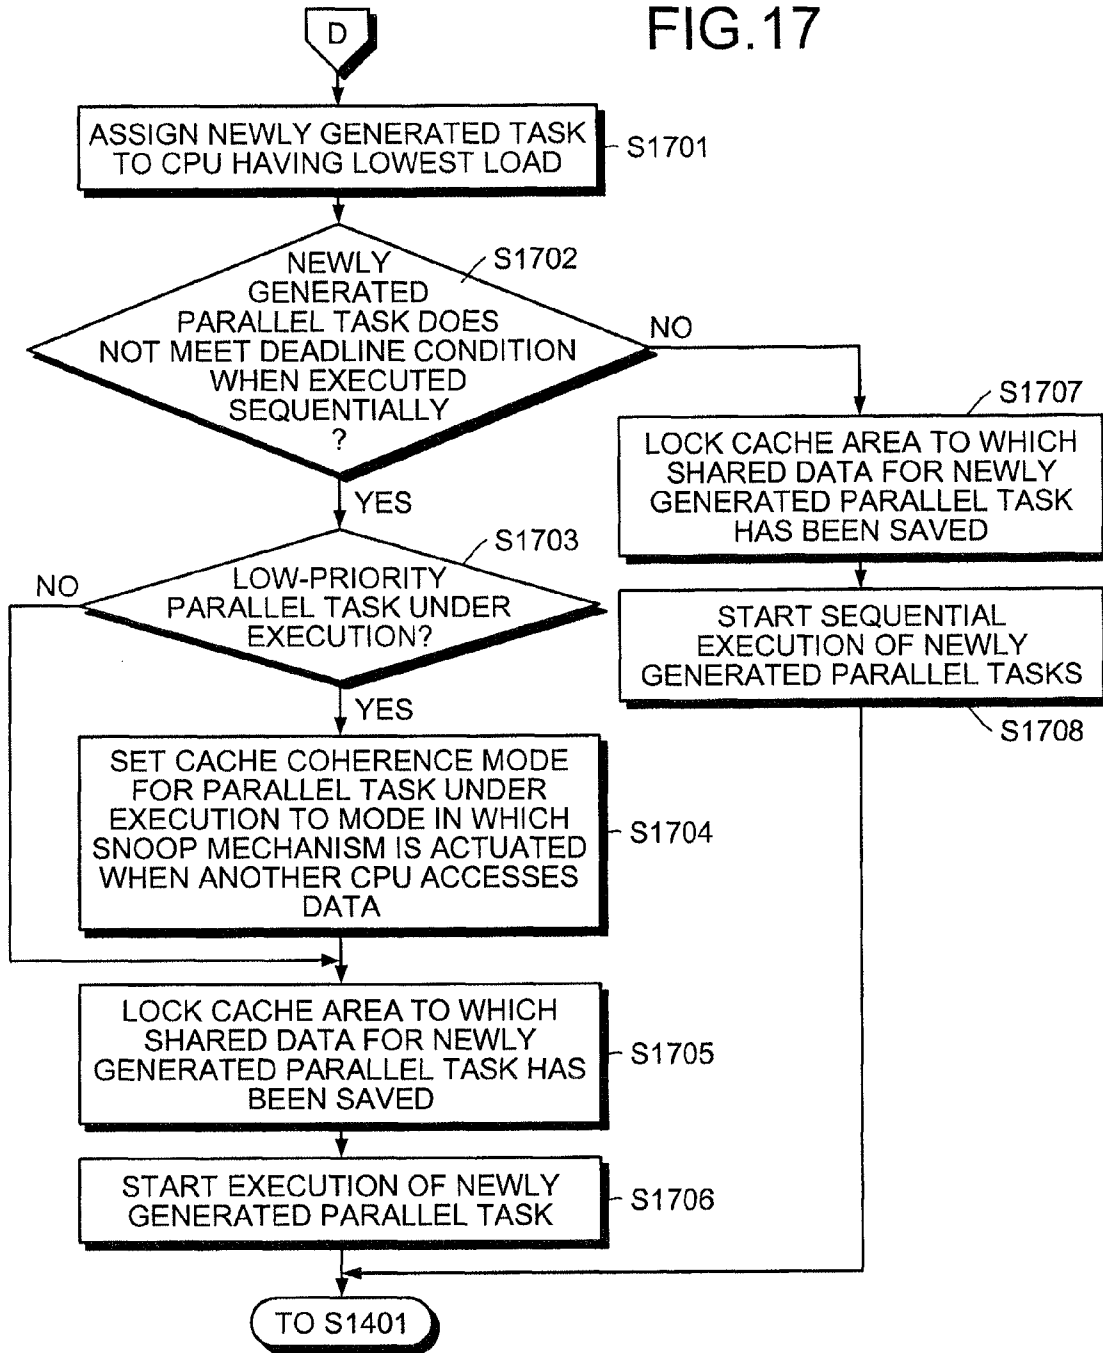 FIG.17
D
ASSIGN NEWLY GENERATED TASK
TO CPU HAVING LOWEST LOAD
S1701
NEWLY
GENERATED
PARALLEL TASK DOES
NOT MEET DEADLINE CONDITION
WHEN EXECUTED
SEQUENTIALLY
?
S1702
NO
YES
LOW-PRIORITY
PARALLEL TASK UNDER
EXECUTION?
S1703
NO
YES
SET CACHE COHERENCE MODE
FOR PARALLEL TASK UNDER
EXECUTION TO MODE IN WHICH
SNOOP MECHANISM IS ACTUATED
WHEN ANOTHER CPU ACCESSES
DATA
S1704
LOCK CACHE AREA TO WHICH
SHARED DATA FOR NEWLY
GENERATED PARALLEL TASK HAS
BEEN SAVED
S1705
START EXECUTION OF NEWLY
GENERATED PARALLEL TASK
S1706
S1707
LOCK CACHE AREA TO WHICH
SHARED DATA FOR NEWLY
GENERATED PARALLEL TASK
HAS BEEN SAVED
START SEQUENTIAL
EXECUTION OF NEWLY
GENERATED PARALLEL TASKS
S1708
TO S1401